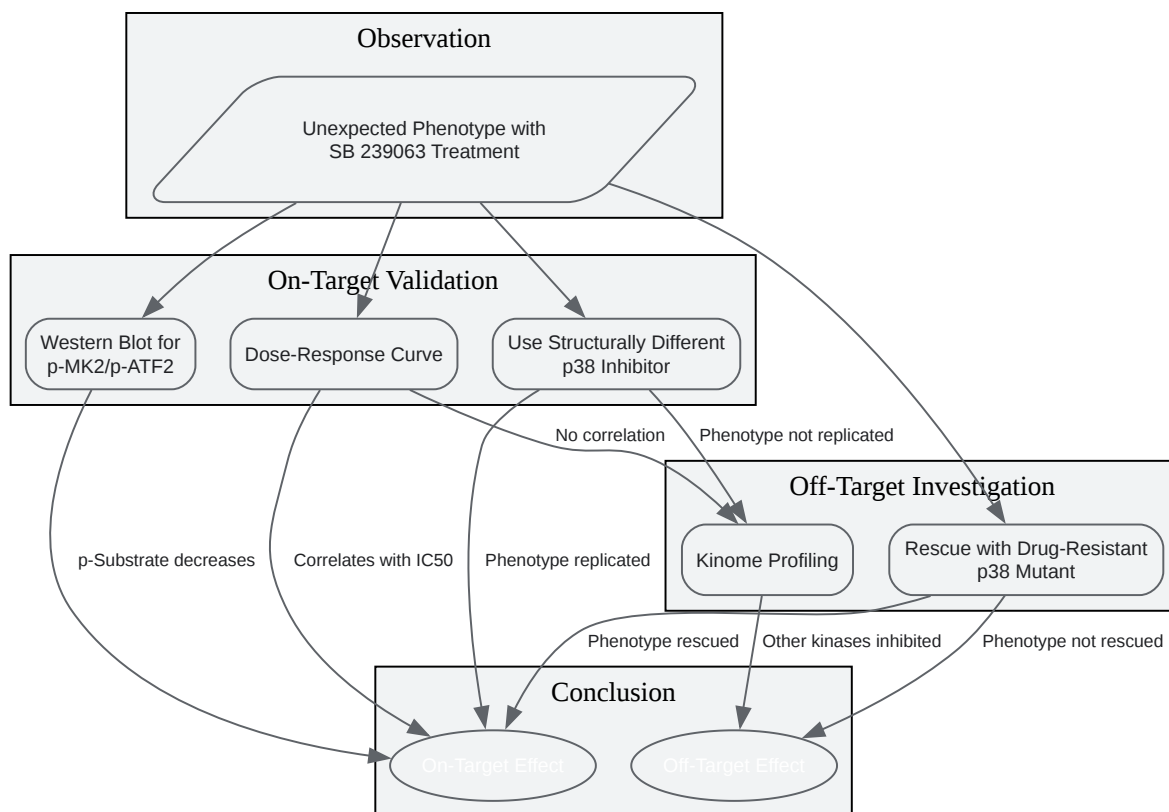 Observation
Unexpected Phenotype with
SB 239063 Treatment
On-Target Validation
Western Blot for
p-MK2/p-ATF2
Dose-Response Curve
Use Structurally Different
p38 Inhibitor
No correlation
Phenotype not replicated
Off-Target Investigation
Kinome Profiling
Rescue with Drug-Resistant
p38 Mutant
p-Substrate decreases
Correlates with IC50
Phenotype replicated
Phenotype rescued
Other kinases inhibited
Phenotype not rescued
Conclusion
On-Target Effect
Off-Target Effect